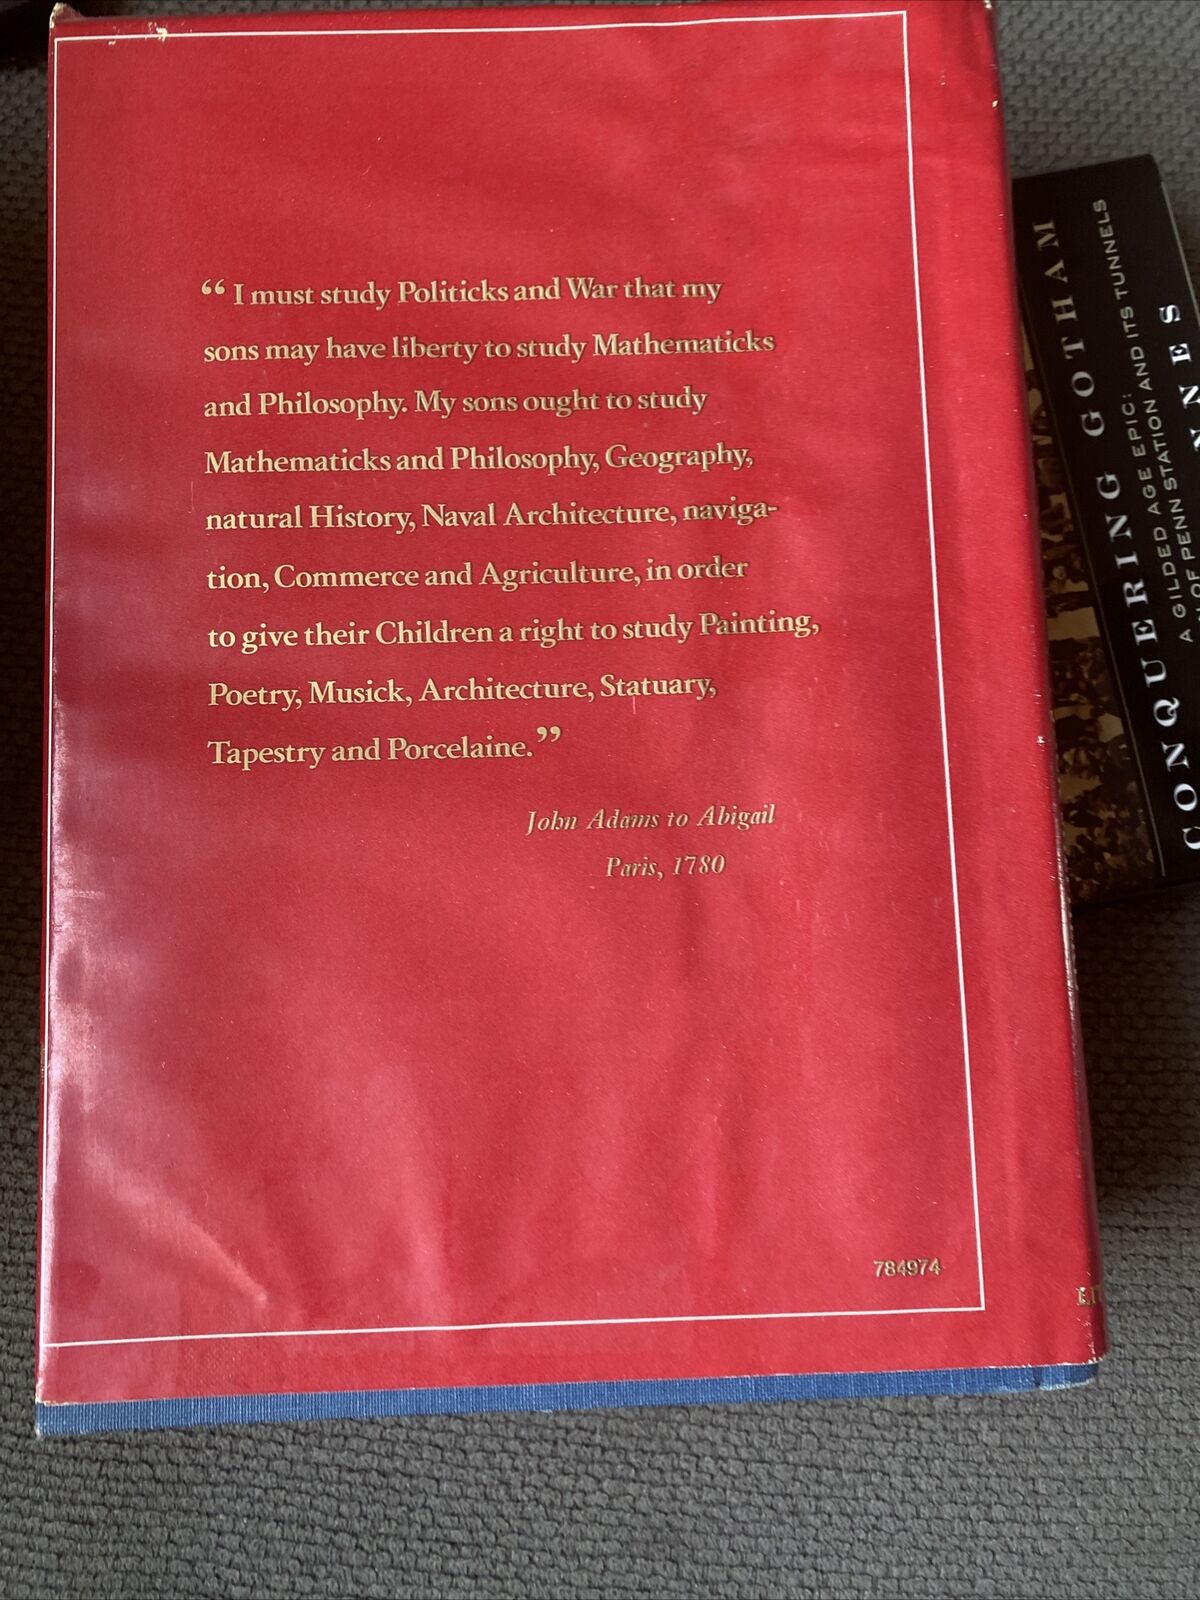 “ I must study Politicks and War that my
sons may have liberty to study Mathematicks
and Philosophy. My sons ought to study
Mathematicks and Philosophy, Geography,
natural History, Naval Architecture, naviga-
tion, Commerce and Agriculture, in order
to give their Children a right to study Painting,
Poetry, Musick, Architecture, Statuary,
Tapestry and Porcelaine.”
John Adams to Abigail
Paris, 1780
784974
CONQUERING GOTHAM
A GILDED AGE EPIC:
OF PENN STATION AND ITS TUNNELS